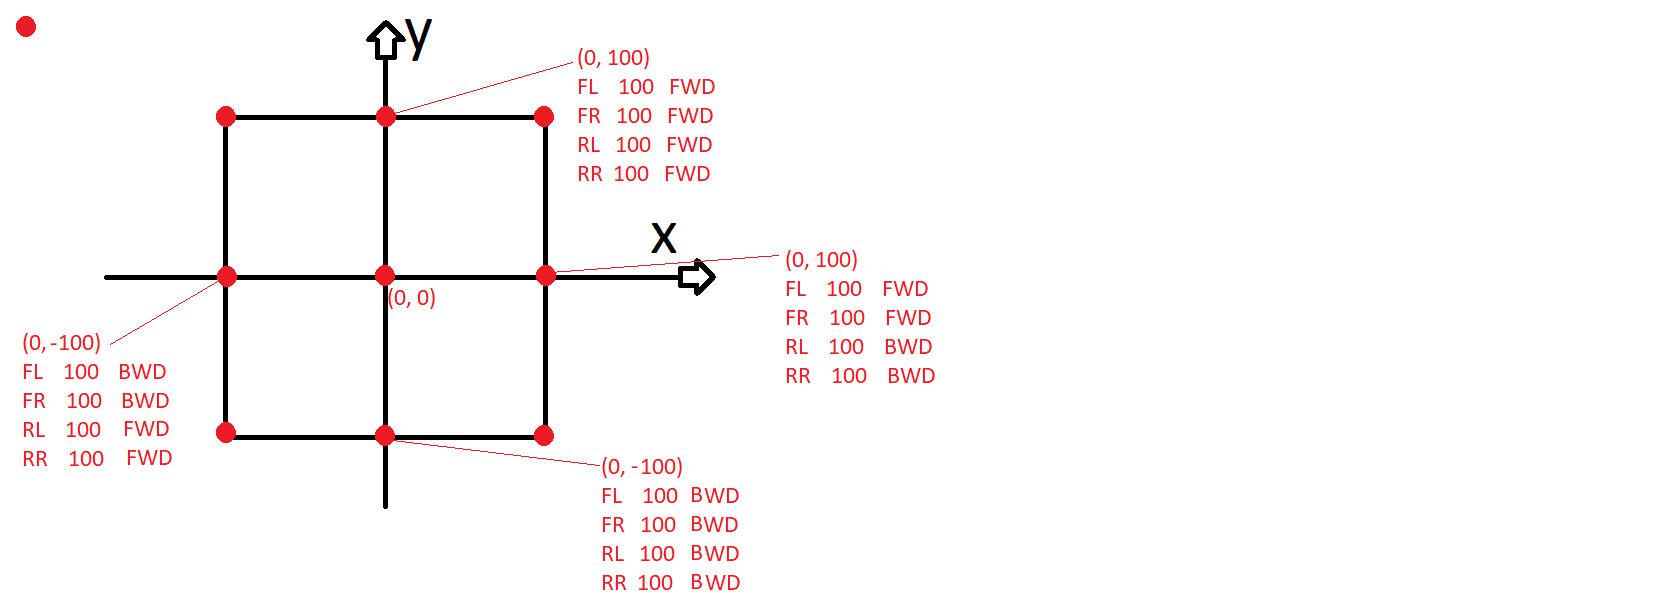 y
(0, 100)
FL 100 FWD
FR 100 FWD
RL 100 FWD
RR 100 FWD
x
(0, 100)
FL 100 FWD
FR 100 FWD
RL 100 BWD
RR 100 BWD
(0, 0)
(0, -100)
FL 100 BWD
FR 100 BWD
RL 100 FWD
RR 100 FWD
(0, -100)
FL 100 BWD
FR 100 BWD
RL 100 BWD
RR 100 BWD